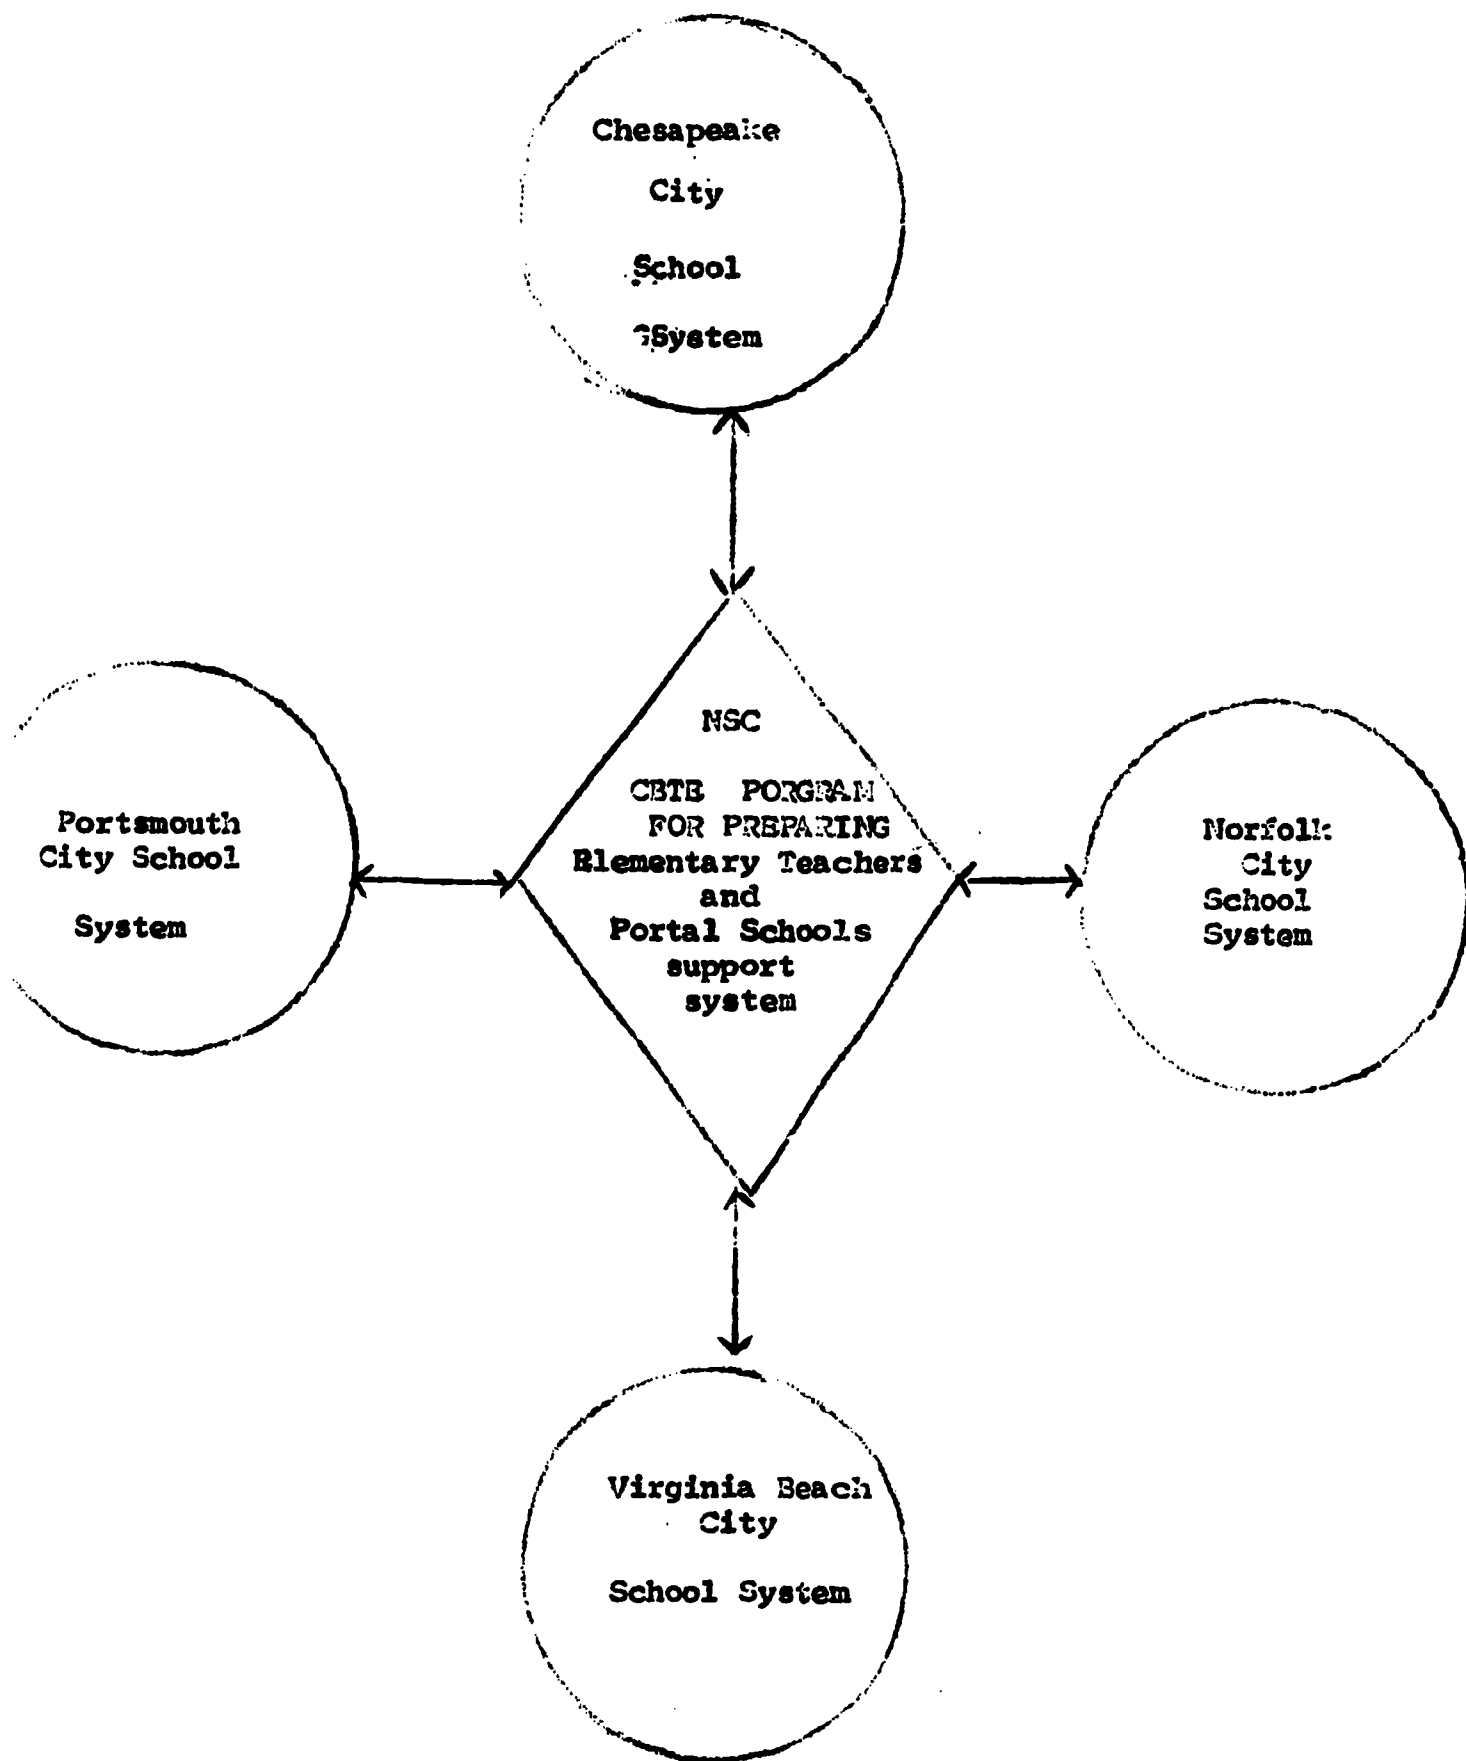 Chesapeake
City
School
System
NSC
CBTE PORGRAM
FOR PREPARING
Elementary Teachers
and
Portal Schools
support
system
Portsmouth
City School
System
Norfolk
City
School
System
Virginia Beach
City
School System